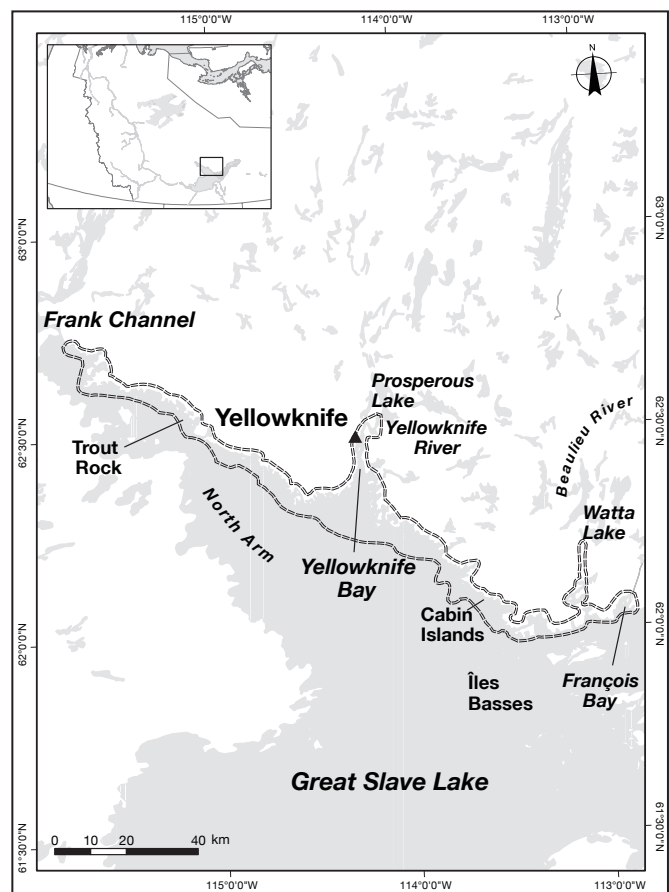 115°0'0"W
114°0'0"W
113°0'0"W
N
63°0'0"N
63°0'0"N
Frank Channel
Prosperous
Lake
Yellowknife
Yellowknife
River
Beaulieu River
62°30'0"N
62°30'0"N
Trout
Rock
North Arm
Watta
Lake
Yellowknife
Bay
Cabin
Islands
62°0'0"N
62°0'0"N
Îles
Basses
François
Bay
Great Slave Lake
61°30'0"N
61°30'0"N
0 10 20 40 km
115°0'0"W
114°0'0"W
113°0'0"W